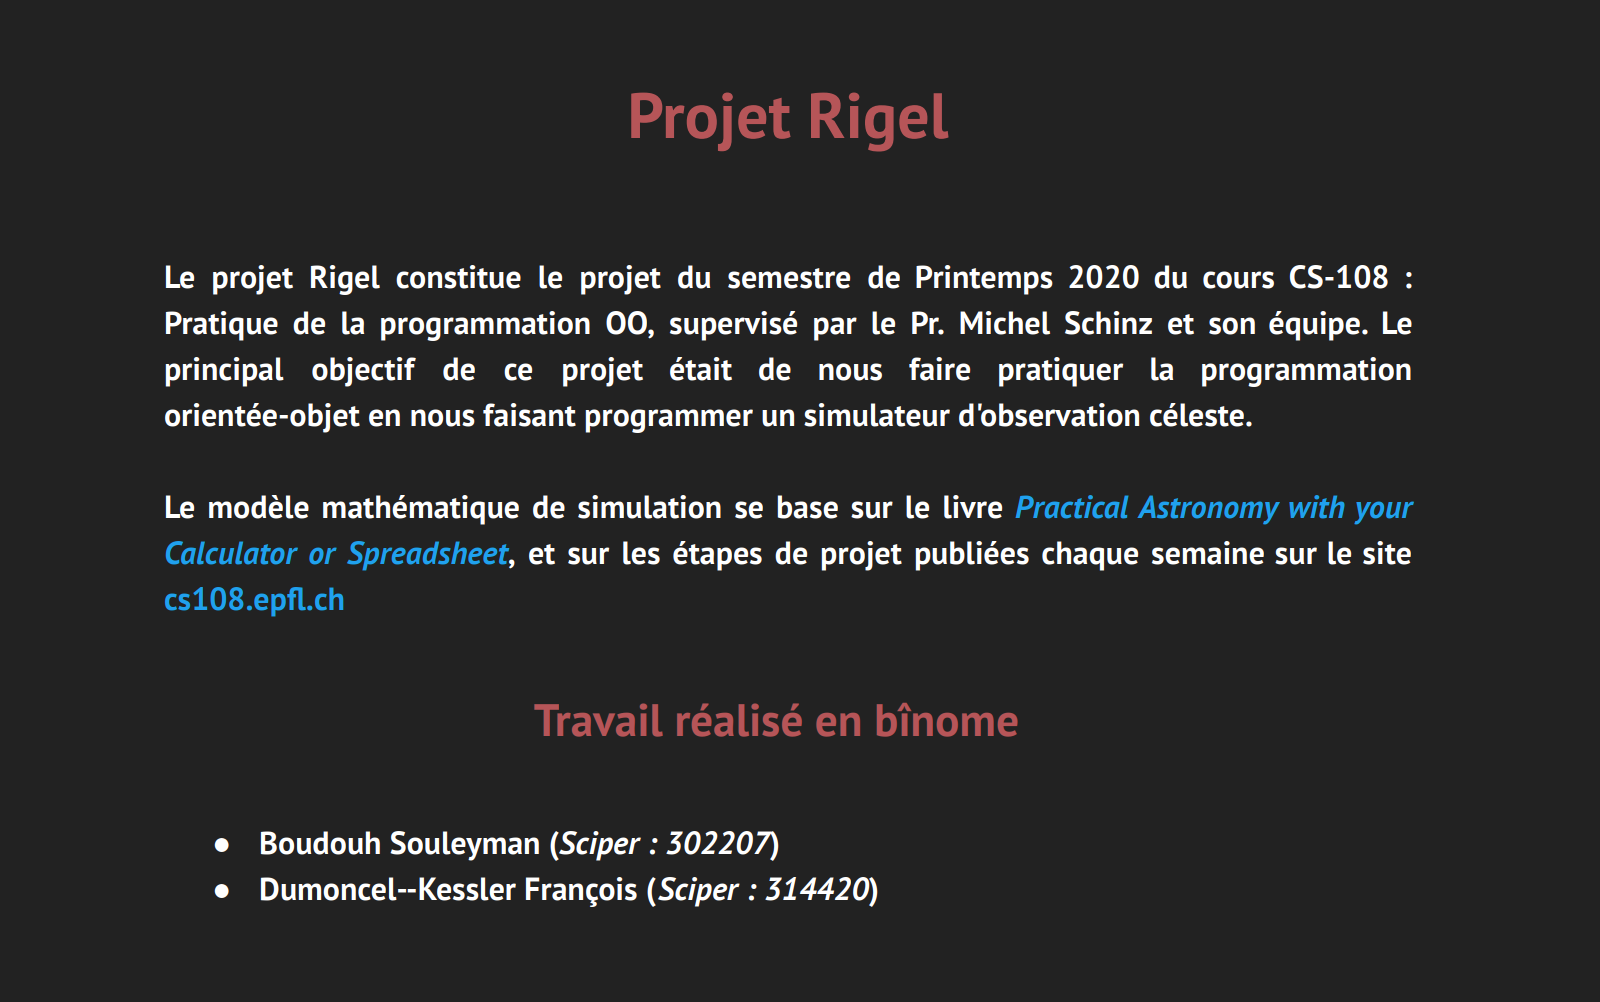 Projet Rigel
Le projet Rigel constitue le projet du semestre de Printemps 2020 du cours CS-108 :
Pratique de la programmation OO, supervisé par le Pr. Michel Schinz et son équipe. Le
principal objectif de ce projet était de nous faire pratiquer la programmation
orientée-objet en nous faisant programmer un simulateur d'observation céleste.
Le modèle mathématique de simulation se base sur le livre Practical Astronomy with your
Calculator or Spreadsheet, et sur les étapes de projet publiées chaque semaine sur le site
cs108.epfl.ch
Travail réalisé en bînome
● Boudouh Souleyman (Sciper : 302207)
● Dumoncel--Kessler François (Sciper : 314420)